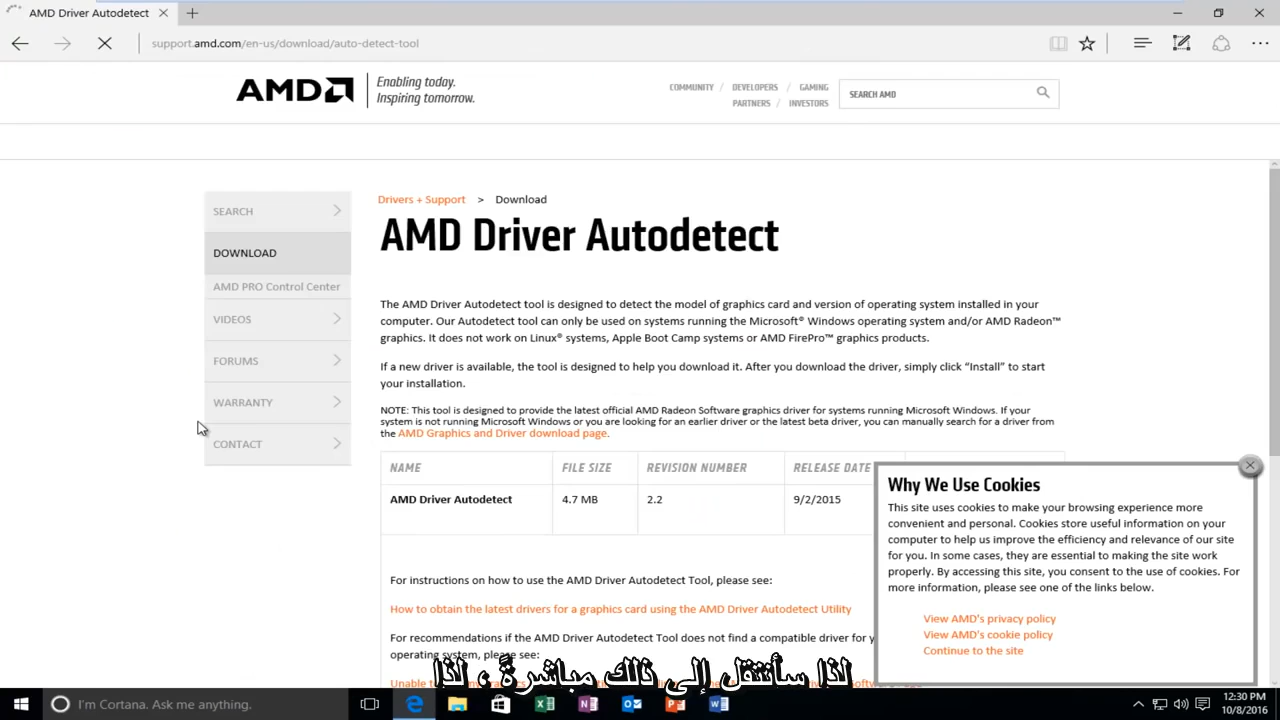 AMD Driver Autodetect
support.amd.com/en-us/download/auto-detect-tool
AMD
Enabling today.
Inspiring tomorrow.
COMMUNITY / DEVELOPERS / GAMING
PARTNERS / INVESTORS
SEARCH AMD
SEARCH
DOWNLOAD
AMD PRO Control Center
VIDEOS
FORUMS
WARRANTY
CONTACT
Drivers + Support > Download
AMD Driver Autodetect
The AMD Driver Autodetect tool is designed to detect the model of graphics card and version of operating system installed in your
computer. Our Autodetect tool can only be used on systems running the Microsoft® Windows operating system and/or AMD Radeon™
graphics. It does not work on Linux® systems, Apple Boot Camp systems or AMD FirePro™ graphics products.
If a new driver is available, the tool is designed to help you download it. After you download the driver, simply click “Install” to start
your installation.
NOTE: This tool is designed to provide the latest official AMD Radeon Software graphics driver for systems running Microsoft Windows. If your
system is not running Microsoft Windows or you are looking for an earlier driver or the latest beta driver, you can manually search for a driver from
the AMD Graphics and Driver download page.
NAME FILE SIZE REVISION NUMBER RELEASE DATE
AMD Driver Autodetect 4.7 MB 2.2 9/2/2015
For instructions on how to use the AMD Driver Autodetect Tool, please see:
How to obtain the latest drivers for a graphics card using the AMD Driver Autodetect Utility
For recommendations if the AMD Driver Autodetect Tool does not find a compatible driver for
operating system, please see:
Why We Use Cookies
This site uses cookies to make your browsing experience more
convenient and personal. Cookies store useful information on your
computer to help us improve the efficiency and relevance of our site
for you. In some cases, they are essential to making the site work
properly. By accessing this site, you consent to the use of cookies. For
more information, please see one of the links below.
View AMD's privacy policy
View AMD's cookie policy
Continue to the site
لذا سأنتقل إلى ذلك مباشرةً ، لذا
I'm Cortana. Ask me anything.
12:30 PM
10/8/2016